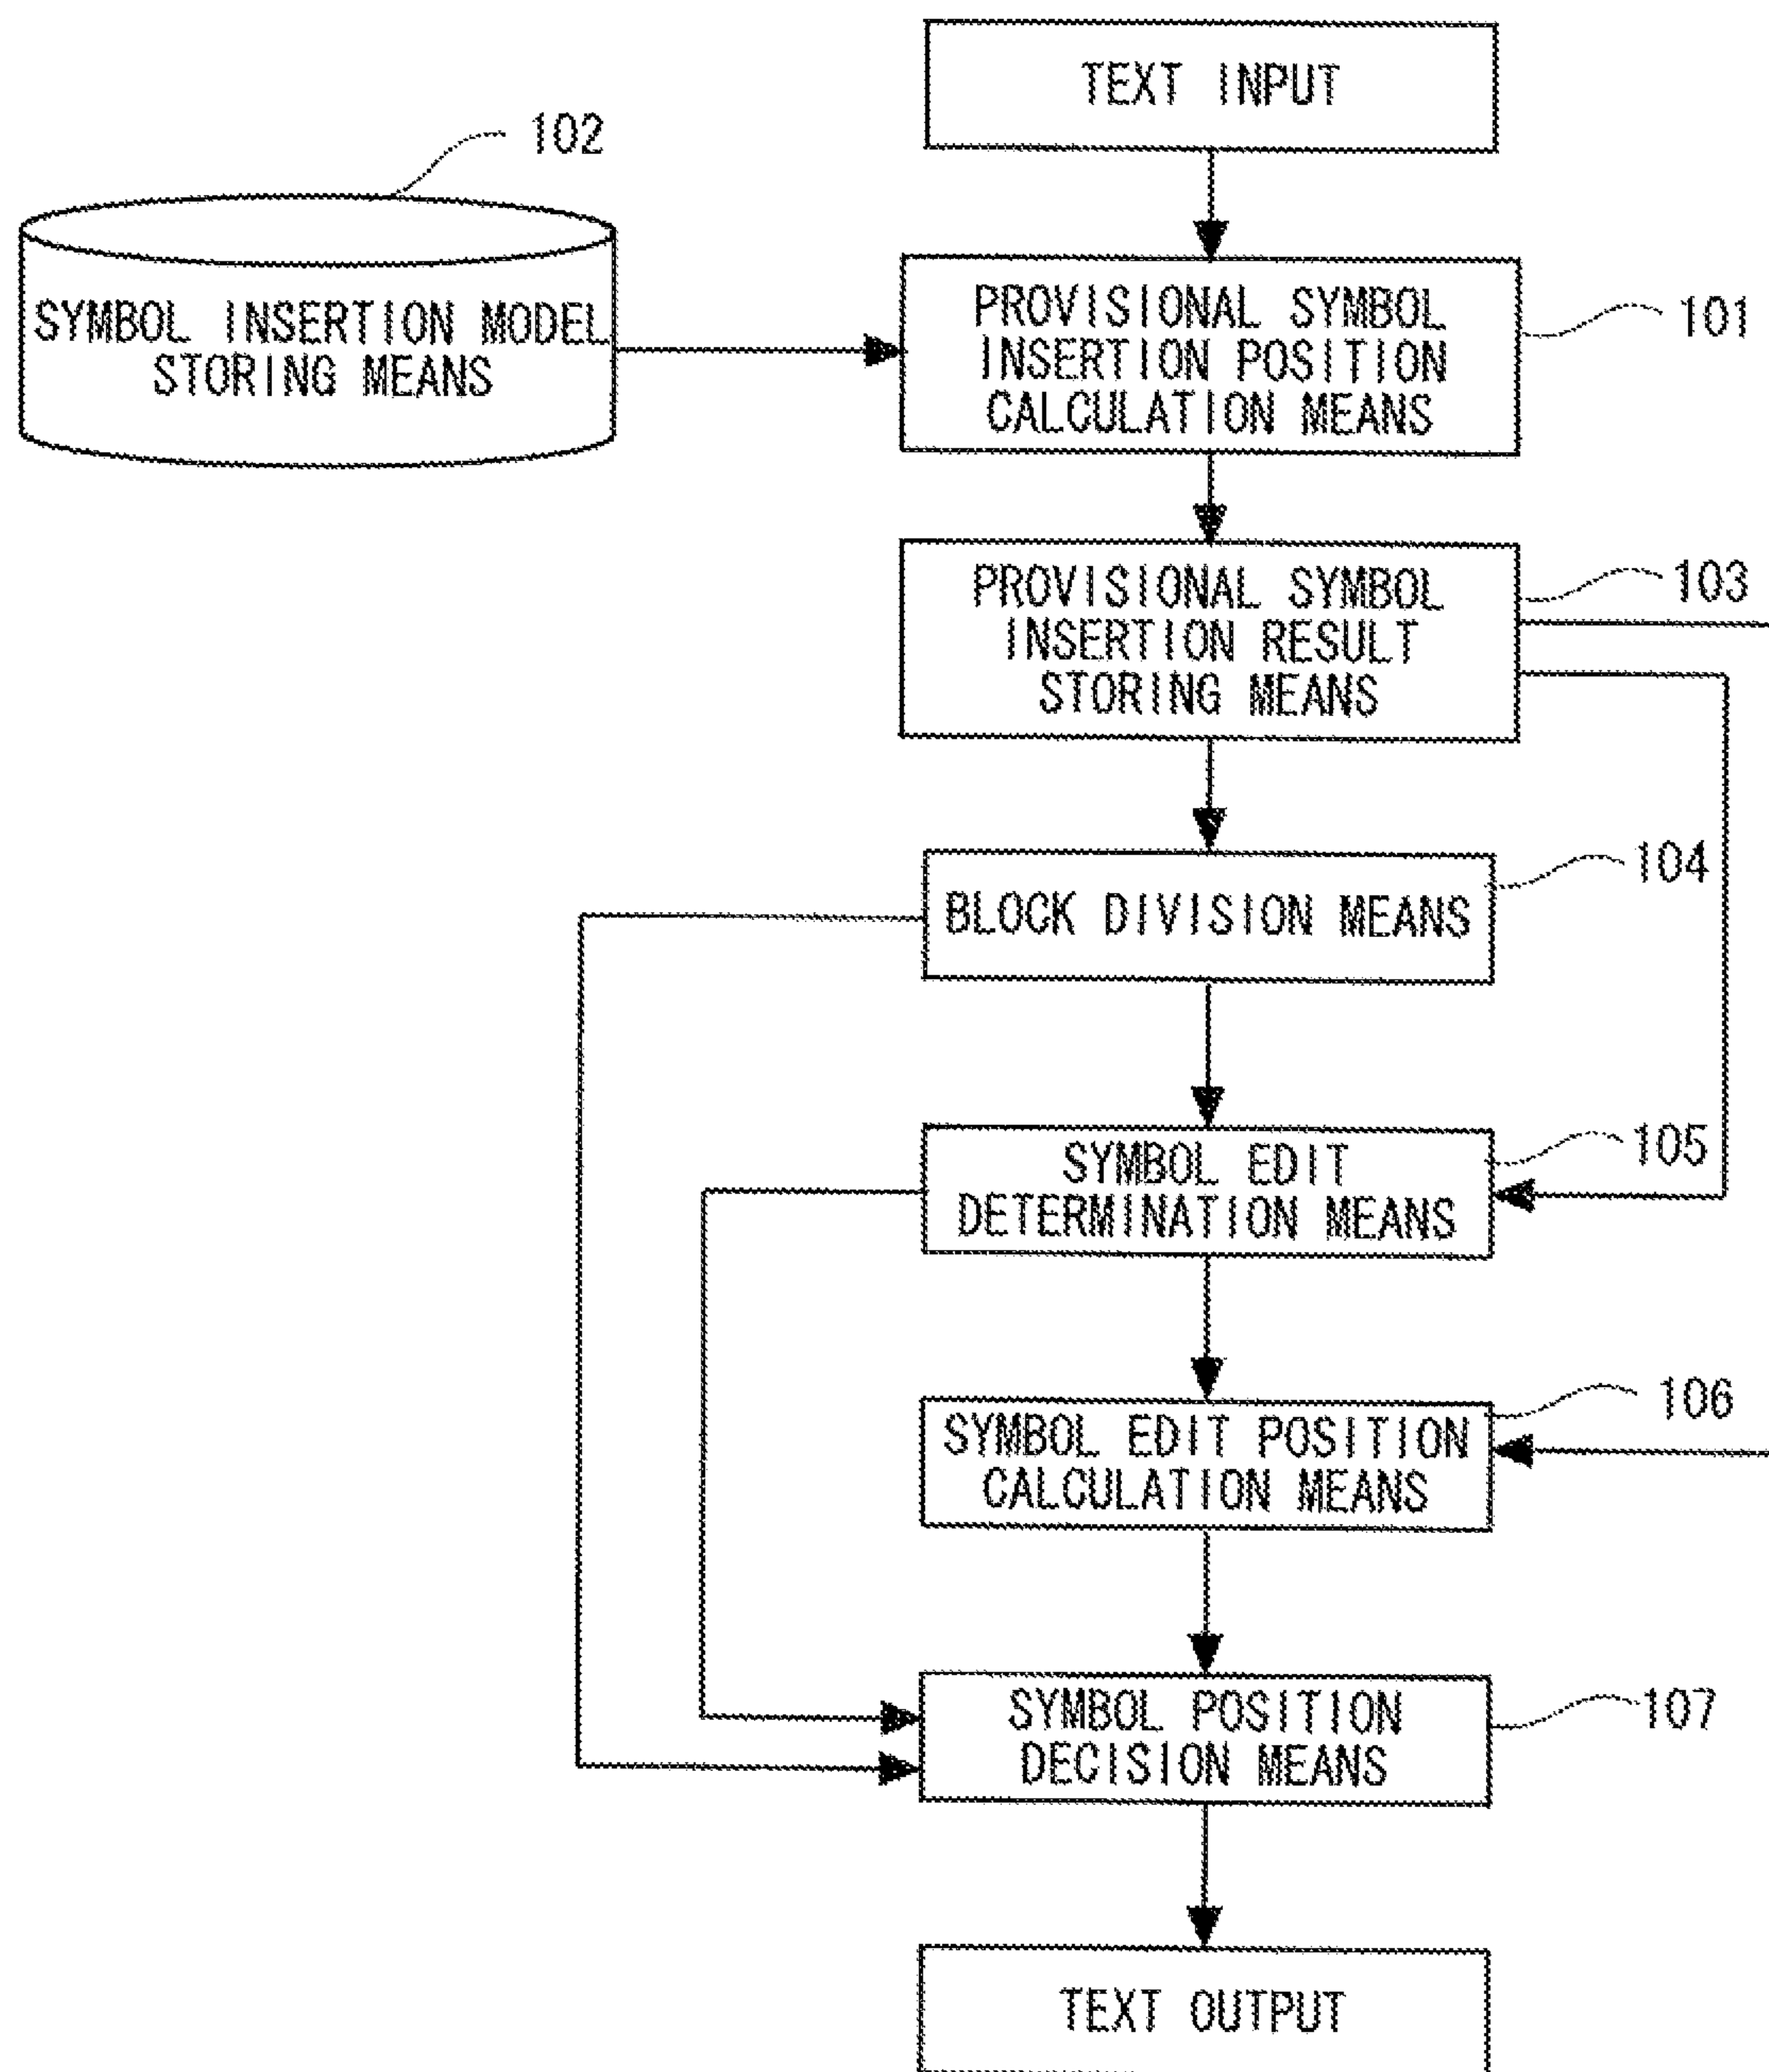 TEXT INPUT
102
SYMBOL INSERTION MODEL
STORING MEANS
PROVISIONAL SYMBOL
INSERTION POSITION
CALCULATION MEANS
101
PROVISIONAL SYMBOL
INSERTION RESULT
STORING MEANS
103
BLOCK DIVISION MEANS
104
SYMBOL EDIT
DETERMINATION MEANS
105
SYMBOL EDIT POSITION
CALCULATION MEANS
106
SYMBOL POSITION
DECISION MEANS
107
TEXT OUTPUT